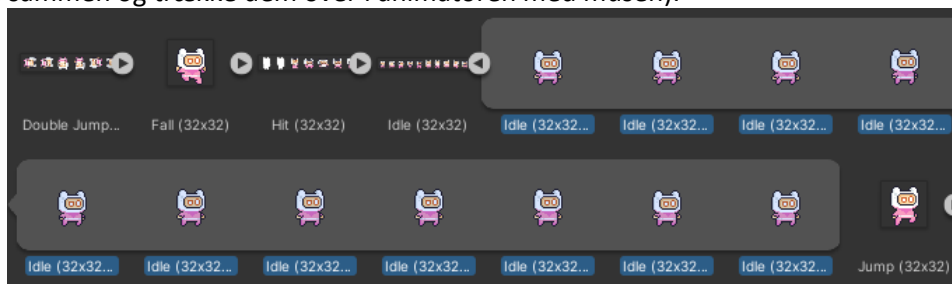 sammen og trække dem over i animatoren med musen).
Double Jump... Fall (32x32) Hit (32x32) Idle (32x32) Idle (32x32... Idle (32x32... Idle (32x32... Idle (32x32...
Idle (32x32... Idle (32x32... Idle (32x32... Idle (32x32... Idle (32x32... Idle (32x32... Idle (32x32... Jump (32x32)